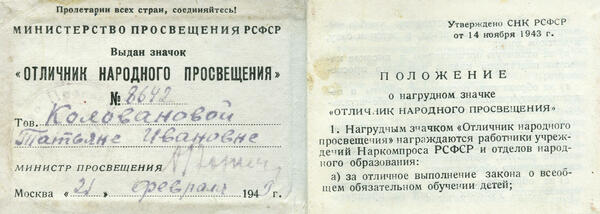 Пролетарии всех стран, соединяйтесь!
МИНИСТЕРСТВО ПРОСВЕЩЕНИЯ РСФСР
Выдан значок
«ОТЛИЧНИК НАРОДНОГО ПРОСВЕЩЕНИЯ»
№ 8642
Тов. Коловановой
Татьяне Ивановне
МИНИСТР ПРОСВЕЩЕНИЯ
Москва «21» февраля 194 г.
Утверждено СНК РСФСР
от 14 ноября 1943 г.
ПОЛОЖЕНИЕ
о нагрудном значке
«ОТЛИЧНИК НАРОДНОГО ПРОСВЕЩЕНИЯ»
1. Нагрудным значком «Отличник народного
просвещения» награждаются работники учреж-
дений Наркомпроса РСФСР и отделов народ-
ного образования:
а) за отличное выполнение закона о всеоб-
щем обязательном обучении детей;